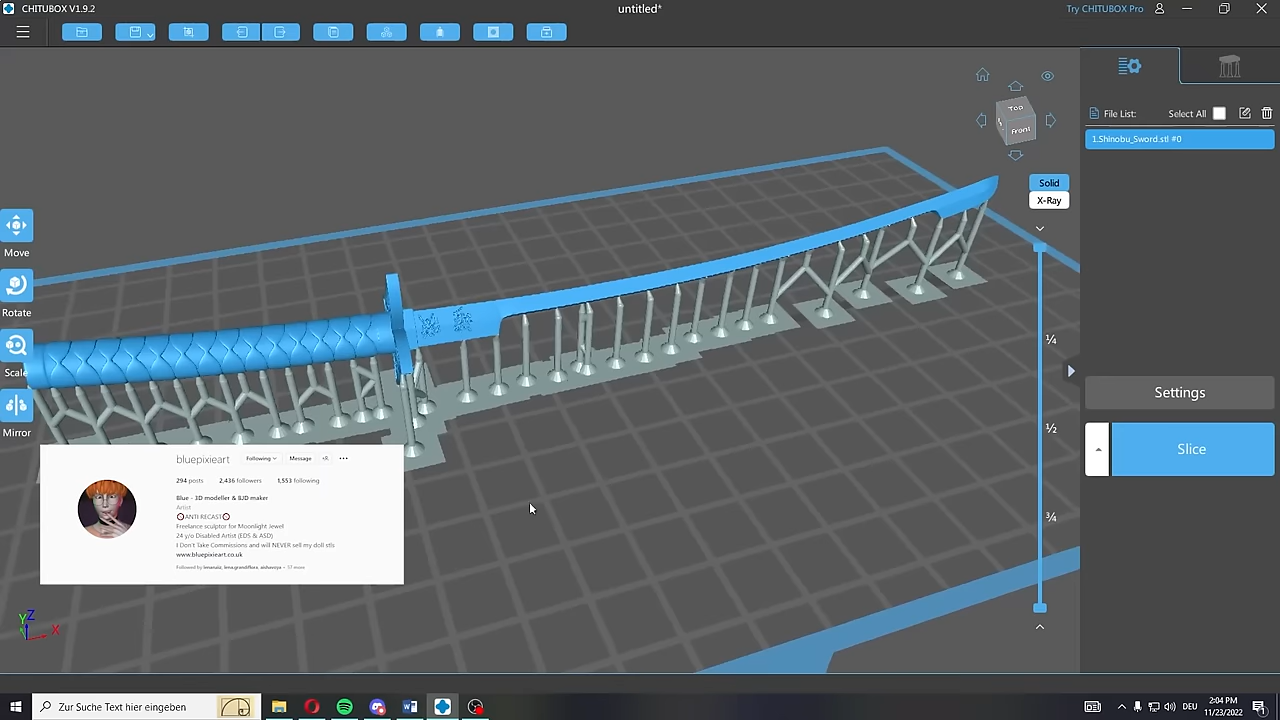 CHITUBOX V1.9.2
untitled*
Try CHITUBOX Pro
File List:
Select All
1.Shinobu_Sword.stl #0
Top
Front
Solid
X-Ray
Move
Rotate
Scale
Mirror
1/4
1/2
3/4
Settings
Slice
bluepixieart
Following
Message
294 posts 2,436 followers 1,553 following
Blue - 3D modeller & BJD maker
Artist
ANTI RECAST
Freelance sculptor for Moonlight Jewel
24 y/o Disabled Artist (EDS & ASD)
I Don't Take Commissions and will NEVER sell my doll stls
www.bluepixieart.co.uk
Z
Y
X
Zur Suche Text hier eingeben
DEU
2:04 PM
11/23/2022